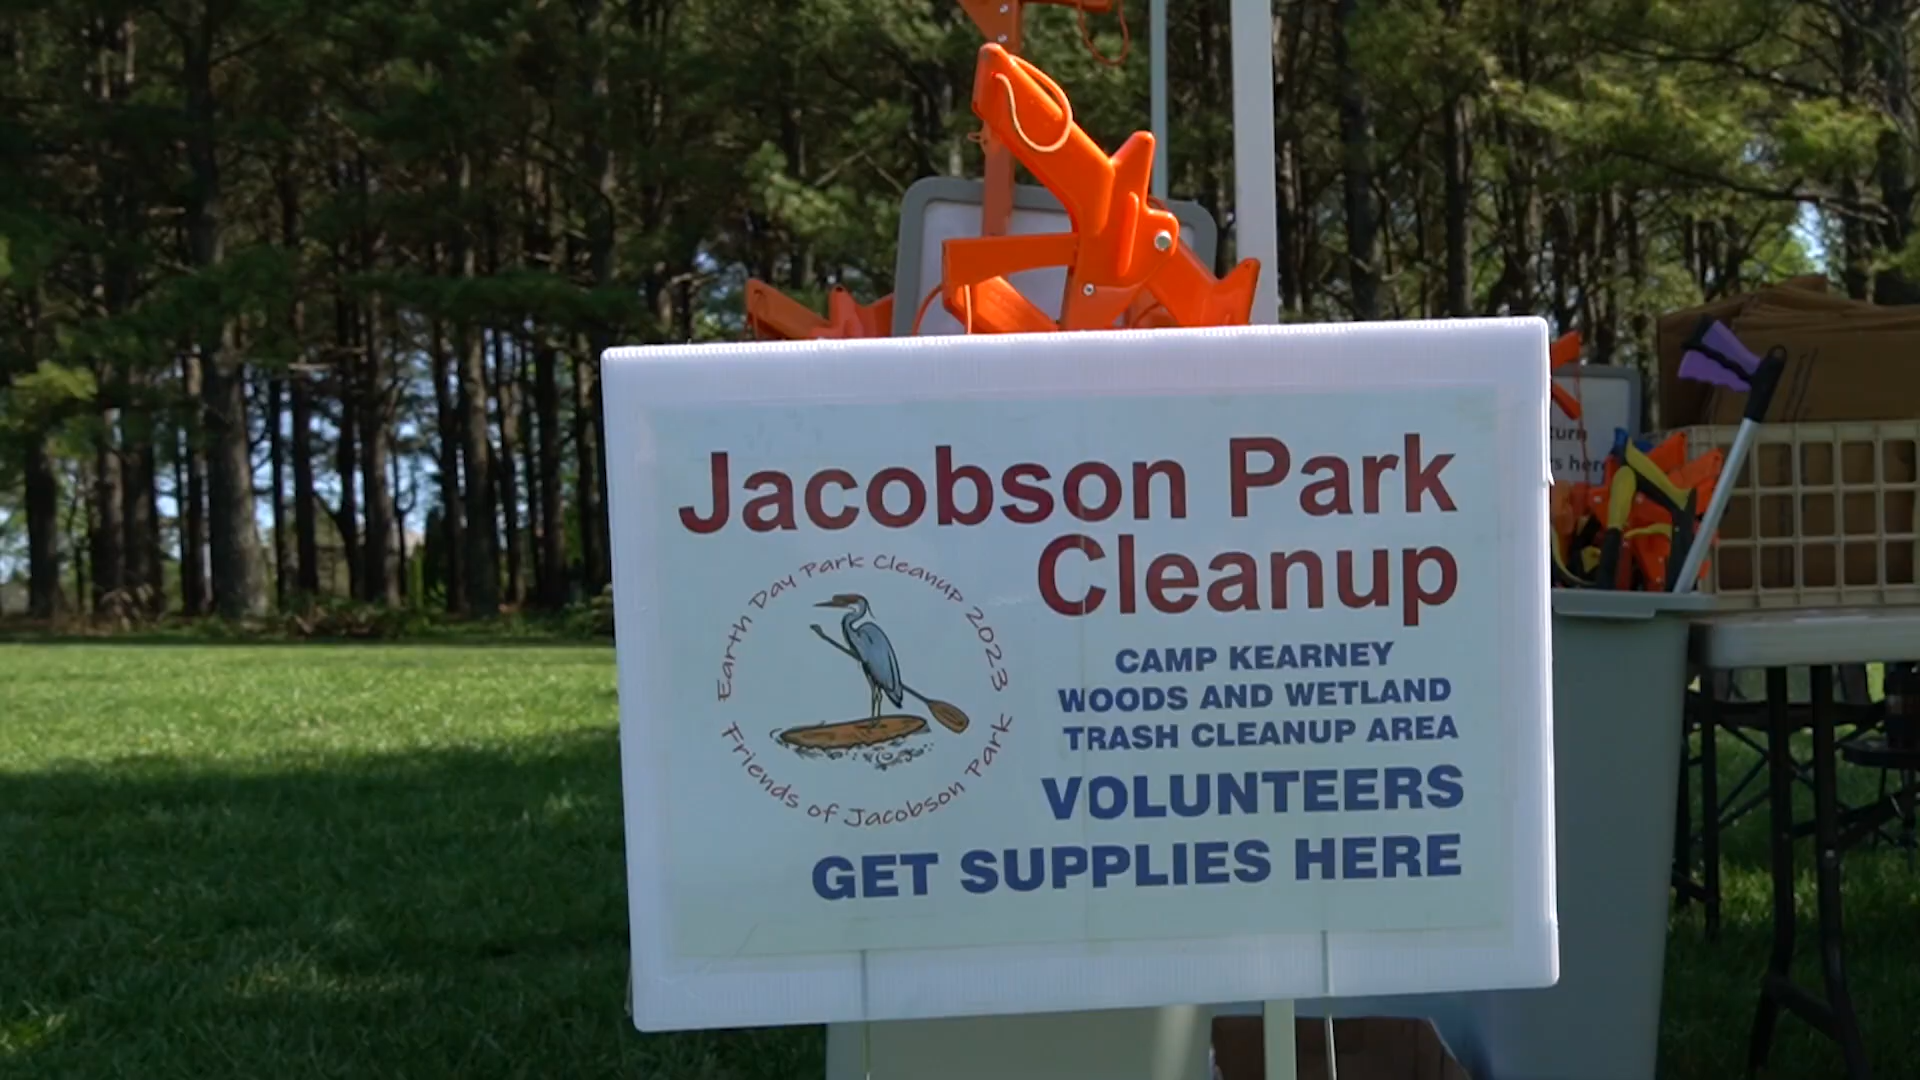 Jacobson Park
Cleanup
Earth Day Park Cleanup 2023
Friends of Jacobson Park
CAMP KEARNEY
WOODS AND WETLAND
TRASH CLEANUP AREA
VOLUNTEERS
GET SUPPLIES HERE
here